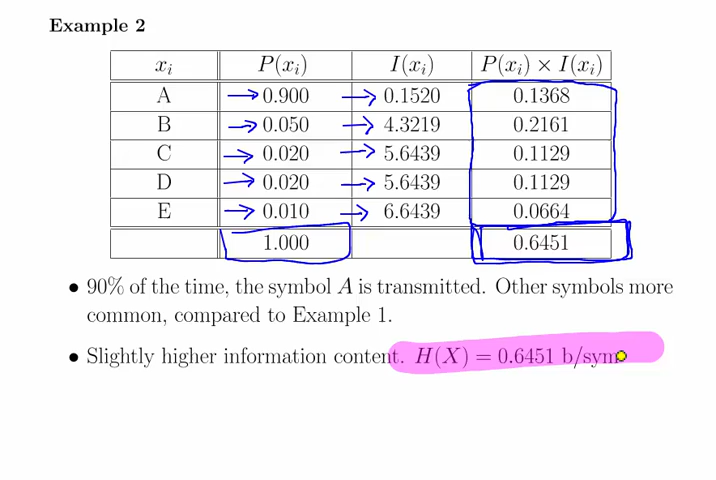 Example 2
xᵢ P(xᵢ) I(xᵢ) P(xᵢ) × I(xᵢ)
A 0.900 0.1520 0.1368
B 0.050 4.3219 0.2161
C 0.020 5.6439 0.1129
D 0.020 5.6439 0.1129
E 0.010 6.6439 0.0664
1.000 0.6451
• 90% of the time, the symbol A is transmitted. Other symbols more
common, compared to Example 1.
• Slightly higher information content. H(X) = 0.6451 b/sym